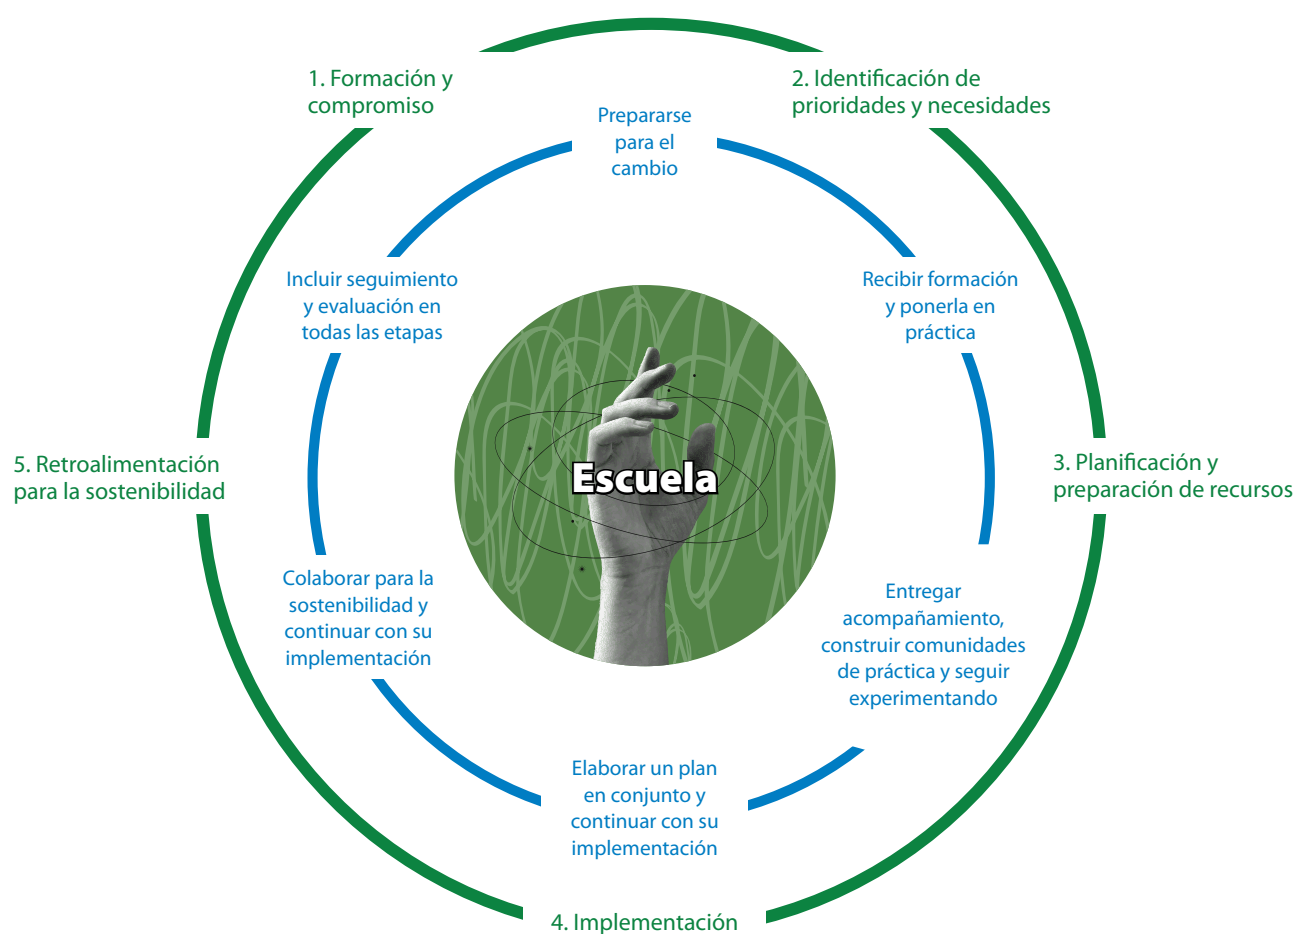 1. Formación y
compromiso
2. Identificación de
prioridades y necesidades
Prepararse
para el
cambio
Incluir seguimiento
y evaluación en
todas las etapas
Recibir formación
y ponerla en
práctica
5. Retroalimentación
para la sostenibilidad
Escuela
3. Planificación y
preparación de recursos
Colaborar para la
sostenibilidad y
continuar con su
implementación
Entregar
acompañamiento,
construir comunidades
de práctica y seguir
experimentando
Elaborar un plan
en conjunto y
continuar con su
implementación
4. Implementación